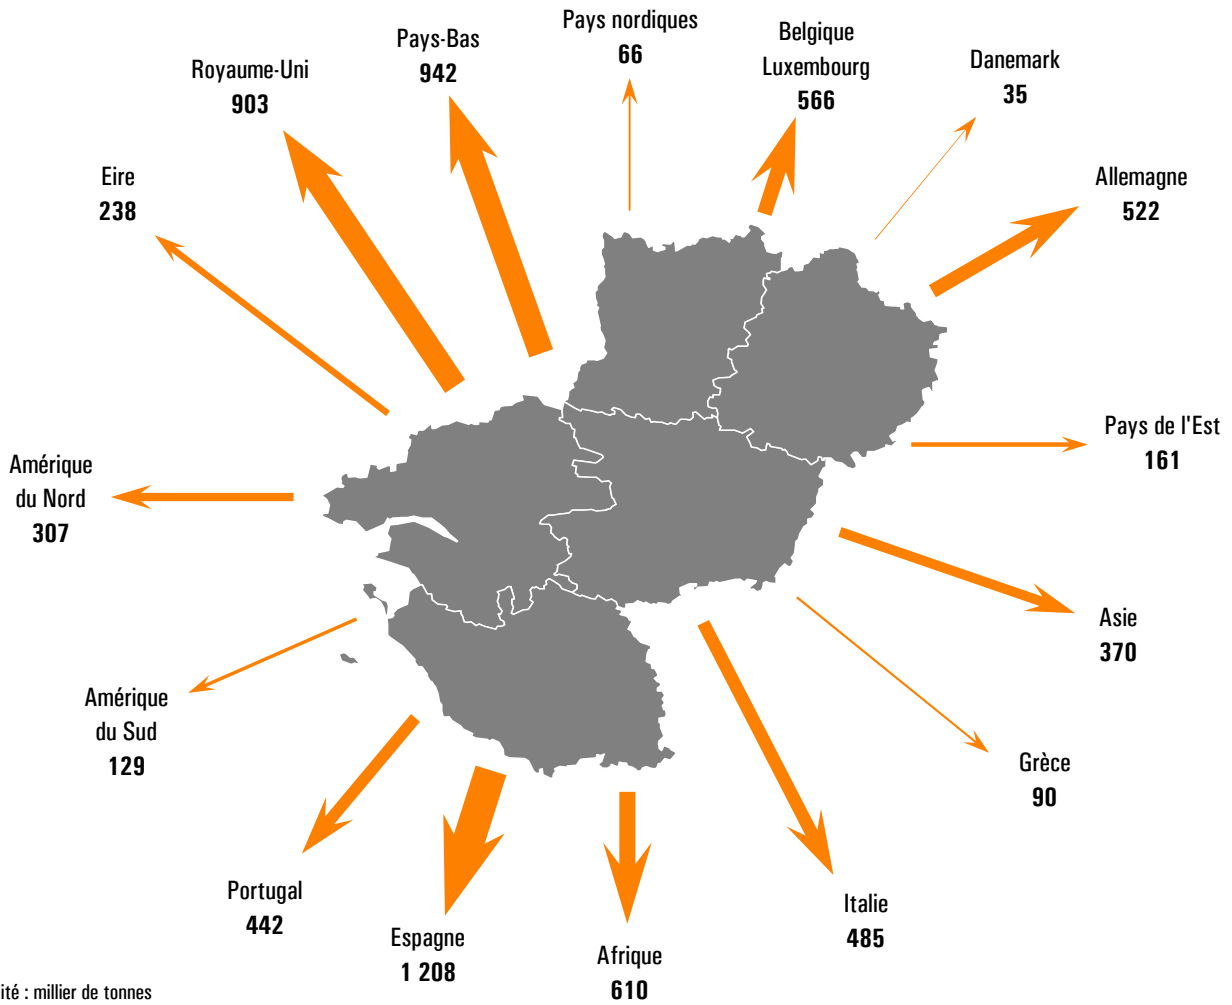 Pays nordiques
66
Belgique
Luxembourg
566
Pays-Bas
942
Danemark
35
Royaume-Uni
903
Eire
238
Allemagne
522
Pays de l'Est
161
Amérique
du Nord
307
Asie
370
Amérique
du Sud
129
Grèce
90
Portugal
442
Italie
485
Espagne
1 208
Afrique
610
ité : millier de tonnes